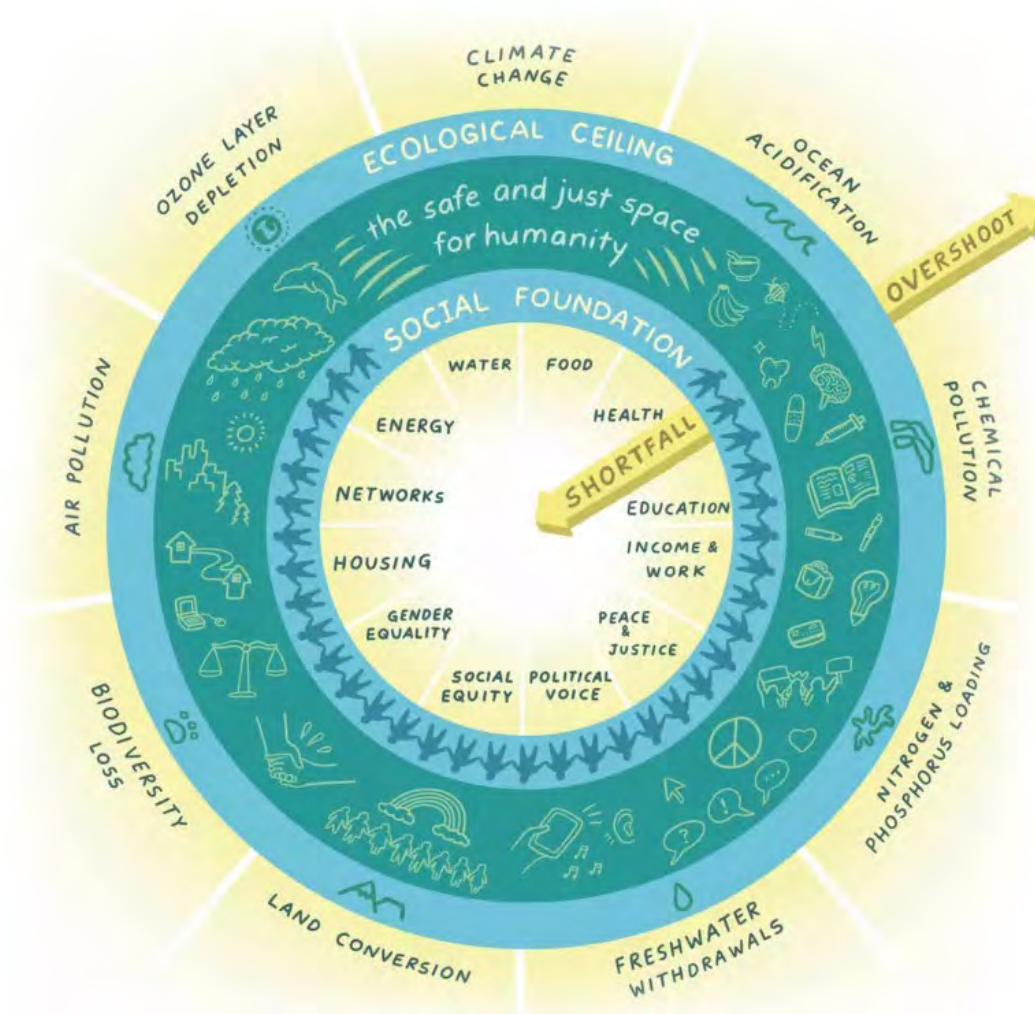 CLIMATE
CHANGE
OZONE LAYER
DEPLETION
OCEAN
ACIDIFICATION
ECOLOGICAL CEILING
the safe and just space
for humanity
OVERSHOOT
SOCIAL FOUNDATION
WATER
FOOD
ENERGY
HEALTH
SHORTFALL
NETWORKS
EDUCATION
HOUSING
INCOME &
WORK
GENDER
EQUALITY
PEACE
&
JUSTICE
SOCIAL
EQUITY
POLITICAL
VOICE
AIR POLLUTION
CHEMICAL
POLLUTION
BIODIVERSITY
LOSS
NITROGEN &
PHOSPHORUS LOADING
LAND CONVERSION
FRESHWATER
WITHDRAWALS
?
!
...